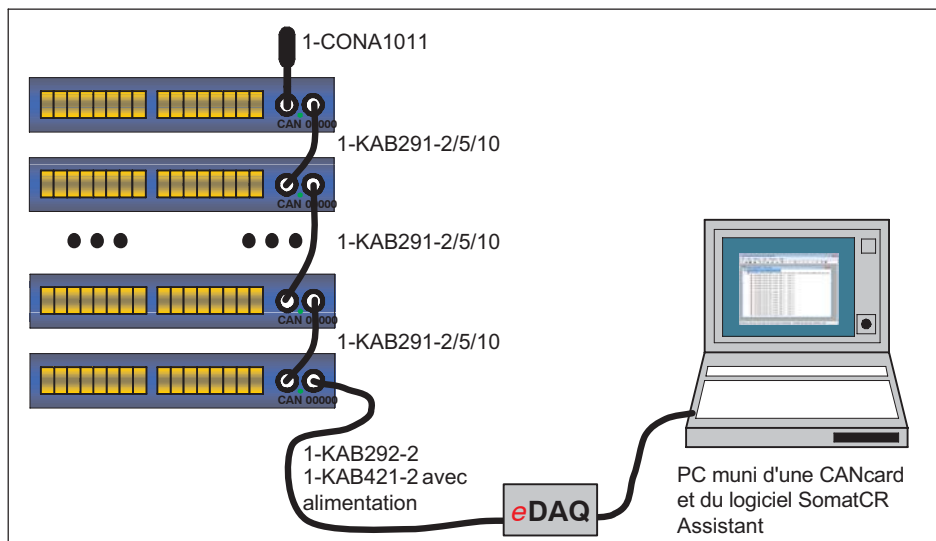 1-CONA1011
CAN 00000
1-KAB291-2/5/10
CAN 00000
1-KAB291-2/5/10
CAN 00000
1-KAB291-2/5/10
CAN 00000
1-KAB292-2
1-KAB421-2 avec
alimentation
eDAQ
PC muni d'une CANcard
et du logiciel SomatCR
Assistant